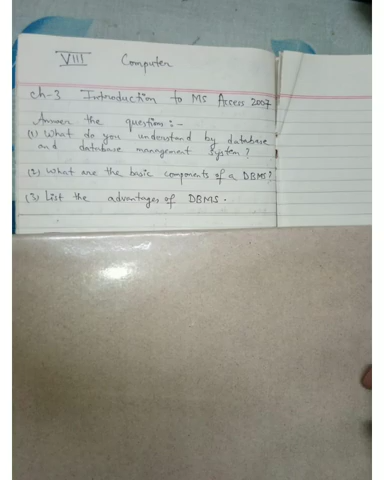 VIII Computer
ch-3 Introduction to MS Access 2007
Answer the questions:-
(1) What do you understand by database
and database management system?
(2) What are the basic components of a DBMS?
(3) List the advantages of DBMS.